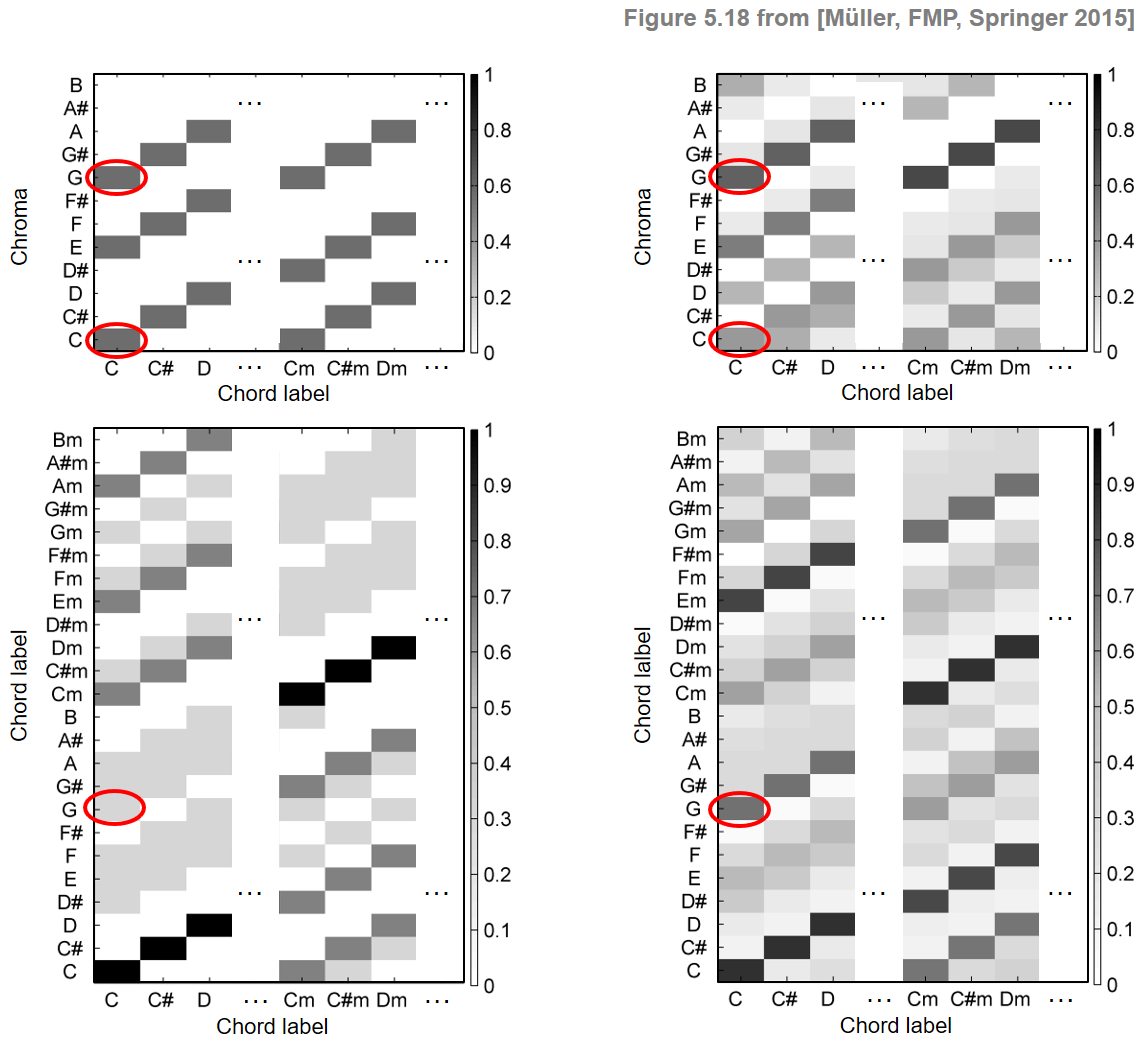 Figure 5.18 from [Müller, FMP, Springer 2015]
Chroma
B
A#
A
G#
G
F#
F
E
D#
D
C#
C
... ...
... ...
C C# D ... Cm C#m Dm ...
Chord label
1
0.8
0.6
0.4
0.2
0
Chroma
B
A#
A
G#
G
F#
F
E
D#
D
C#
C
... ...
... ...
C C# D ... Cm C#m Dm ...
Chord label
1
0.8
0.6
0.4
0.2
0
Chord label
Bm
A#m
Am
G#m
Gm
F#m
Fm
Em
D#m
Dm
C#m
Cm
B
A#
A
G#
G
F#
F
E
D#
D
C#
C
... ...
... ...
C C# D ... Cm C#m Dm ...
Chord label
1
0.9
0.8
0.7
0.6
0.5
0.4
0.3
0.2
0.1
0
Chord label
Bm
A#m
Am
G#m
Gm
F#m
Fm
Em
D#m
Dm
C#m
Cm
B
A#
A
G#
G
F#
F
E
D#
D
C#
C
... ...
... ...
C C# D ... Cm C#m Dm ...
Chord label
1
0.9
0.8
0.7
0.6
0.5
0.4
0.3
0.2
0.1
0